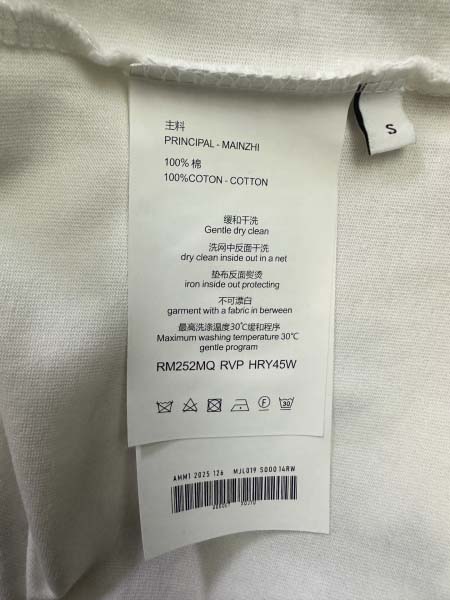 S
主料
PRINCIPAL - MAINZHI
100% 棉
100%COTON - COTTON
缓和干洗
Gentle dry clean
洗网中反面干洗
dry clean inside out in a net
垫布反面熨烫
iron inside out protecting
不可漂白
garment with a fabric in berween
最高洗涤温度30℃缓和程序
Maximum washing temperature 30℃
gentle program
RM252MQ RVP HRY45W
F
30
AMM1 2025 126 MJL019 S000 14RW